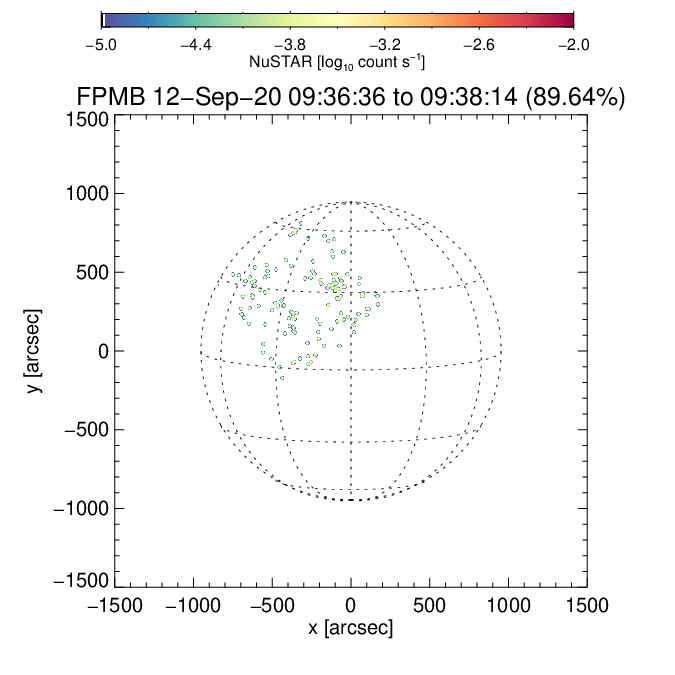 −5.0 −4.4 −3.8 −3.2 −2.6 −2.0
NuSTAR [log₁₀ count s⁻¹]
FPMB 12−Sep−20 09:36:36 to 09:38:14 (89.64%)
1500
1000
500
0
−500
−1000
−1500
y [arcsec]
−1500 −1000 −500 0 500 1000 1500
x [arcsec]